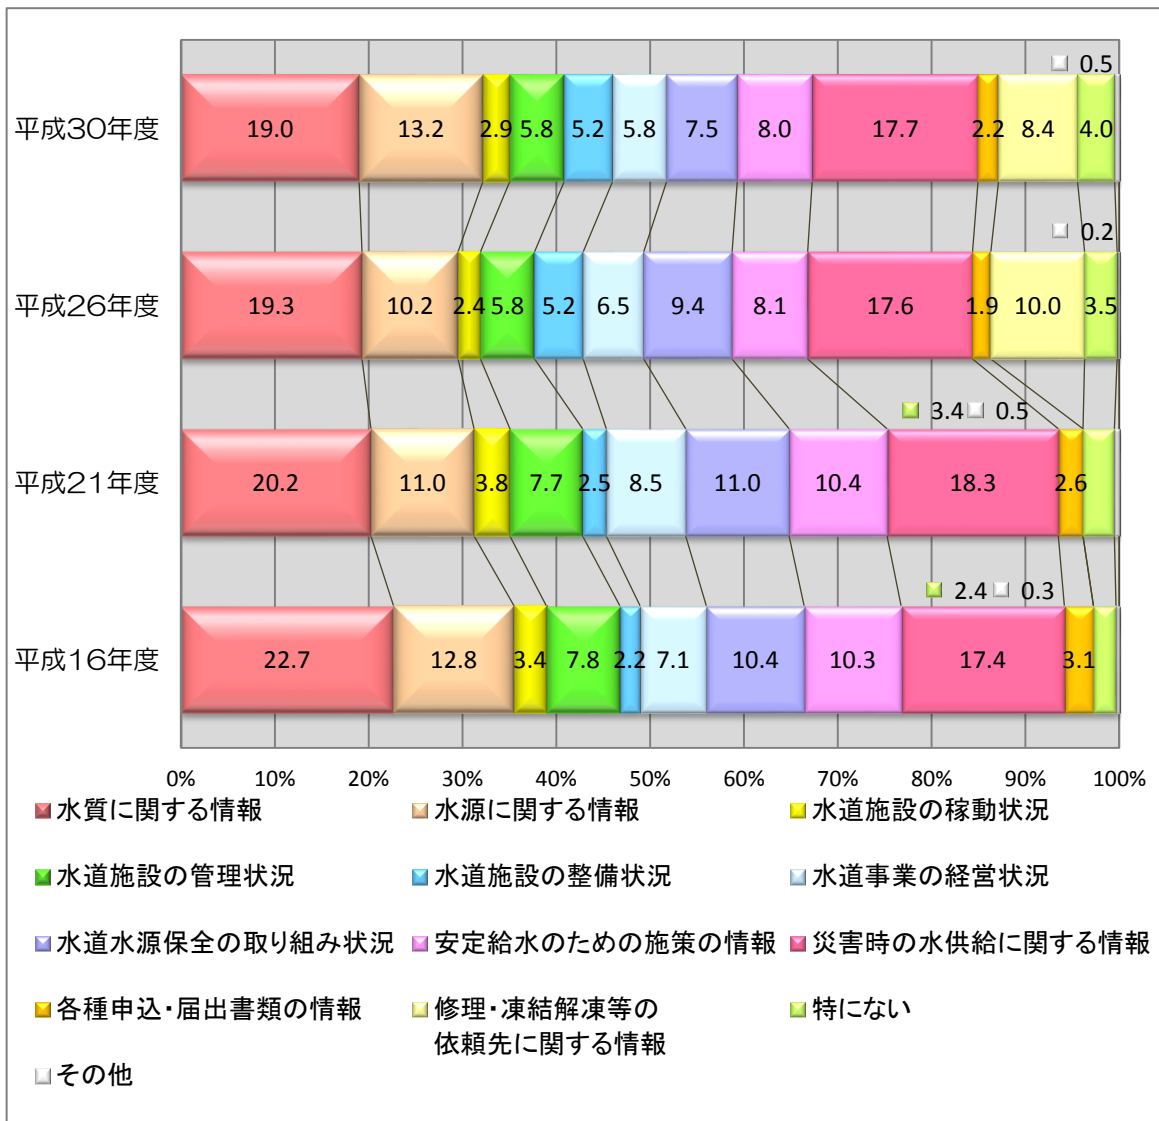 0.5
平成30年度 19.0 13.2 2.9 5.8 5.2 5.8 7.5 8.0 17.7 2.2 8.4 4.0
0.2
平成26年度 19.3 10.2 2.4 5.8 5.2 6.5 9.4 8.1 17.6 1.9 10.0 3.5
3.4 0.5
平成21年度 20.2 11.0 3.8 7.7 2.5 8.5 11.0 10.4 18.3 2.6
2.4 0.3
平成16年度 22.7 12.8 3.4 7.8 2.2 7.1 10.4 10.3 17.4 3.1
0% 10% 20% 30% 40% 50% 60% 70% 80% 90% 100%
水質に関する情報 水源に関する情報 水道施設の稼動状況
水道施設の管理状況 水道施設の整備状況 水道事業の経営状況
水道水源保全の取り組み状況 安定給水のための施策の情報 災害時の水供給に関する情報
各種申込・届出書類の情報 修理・凍結解凍等の 特にない
依頼先に関する情報
その他